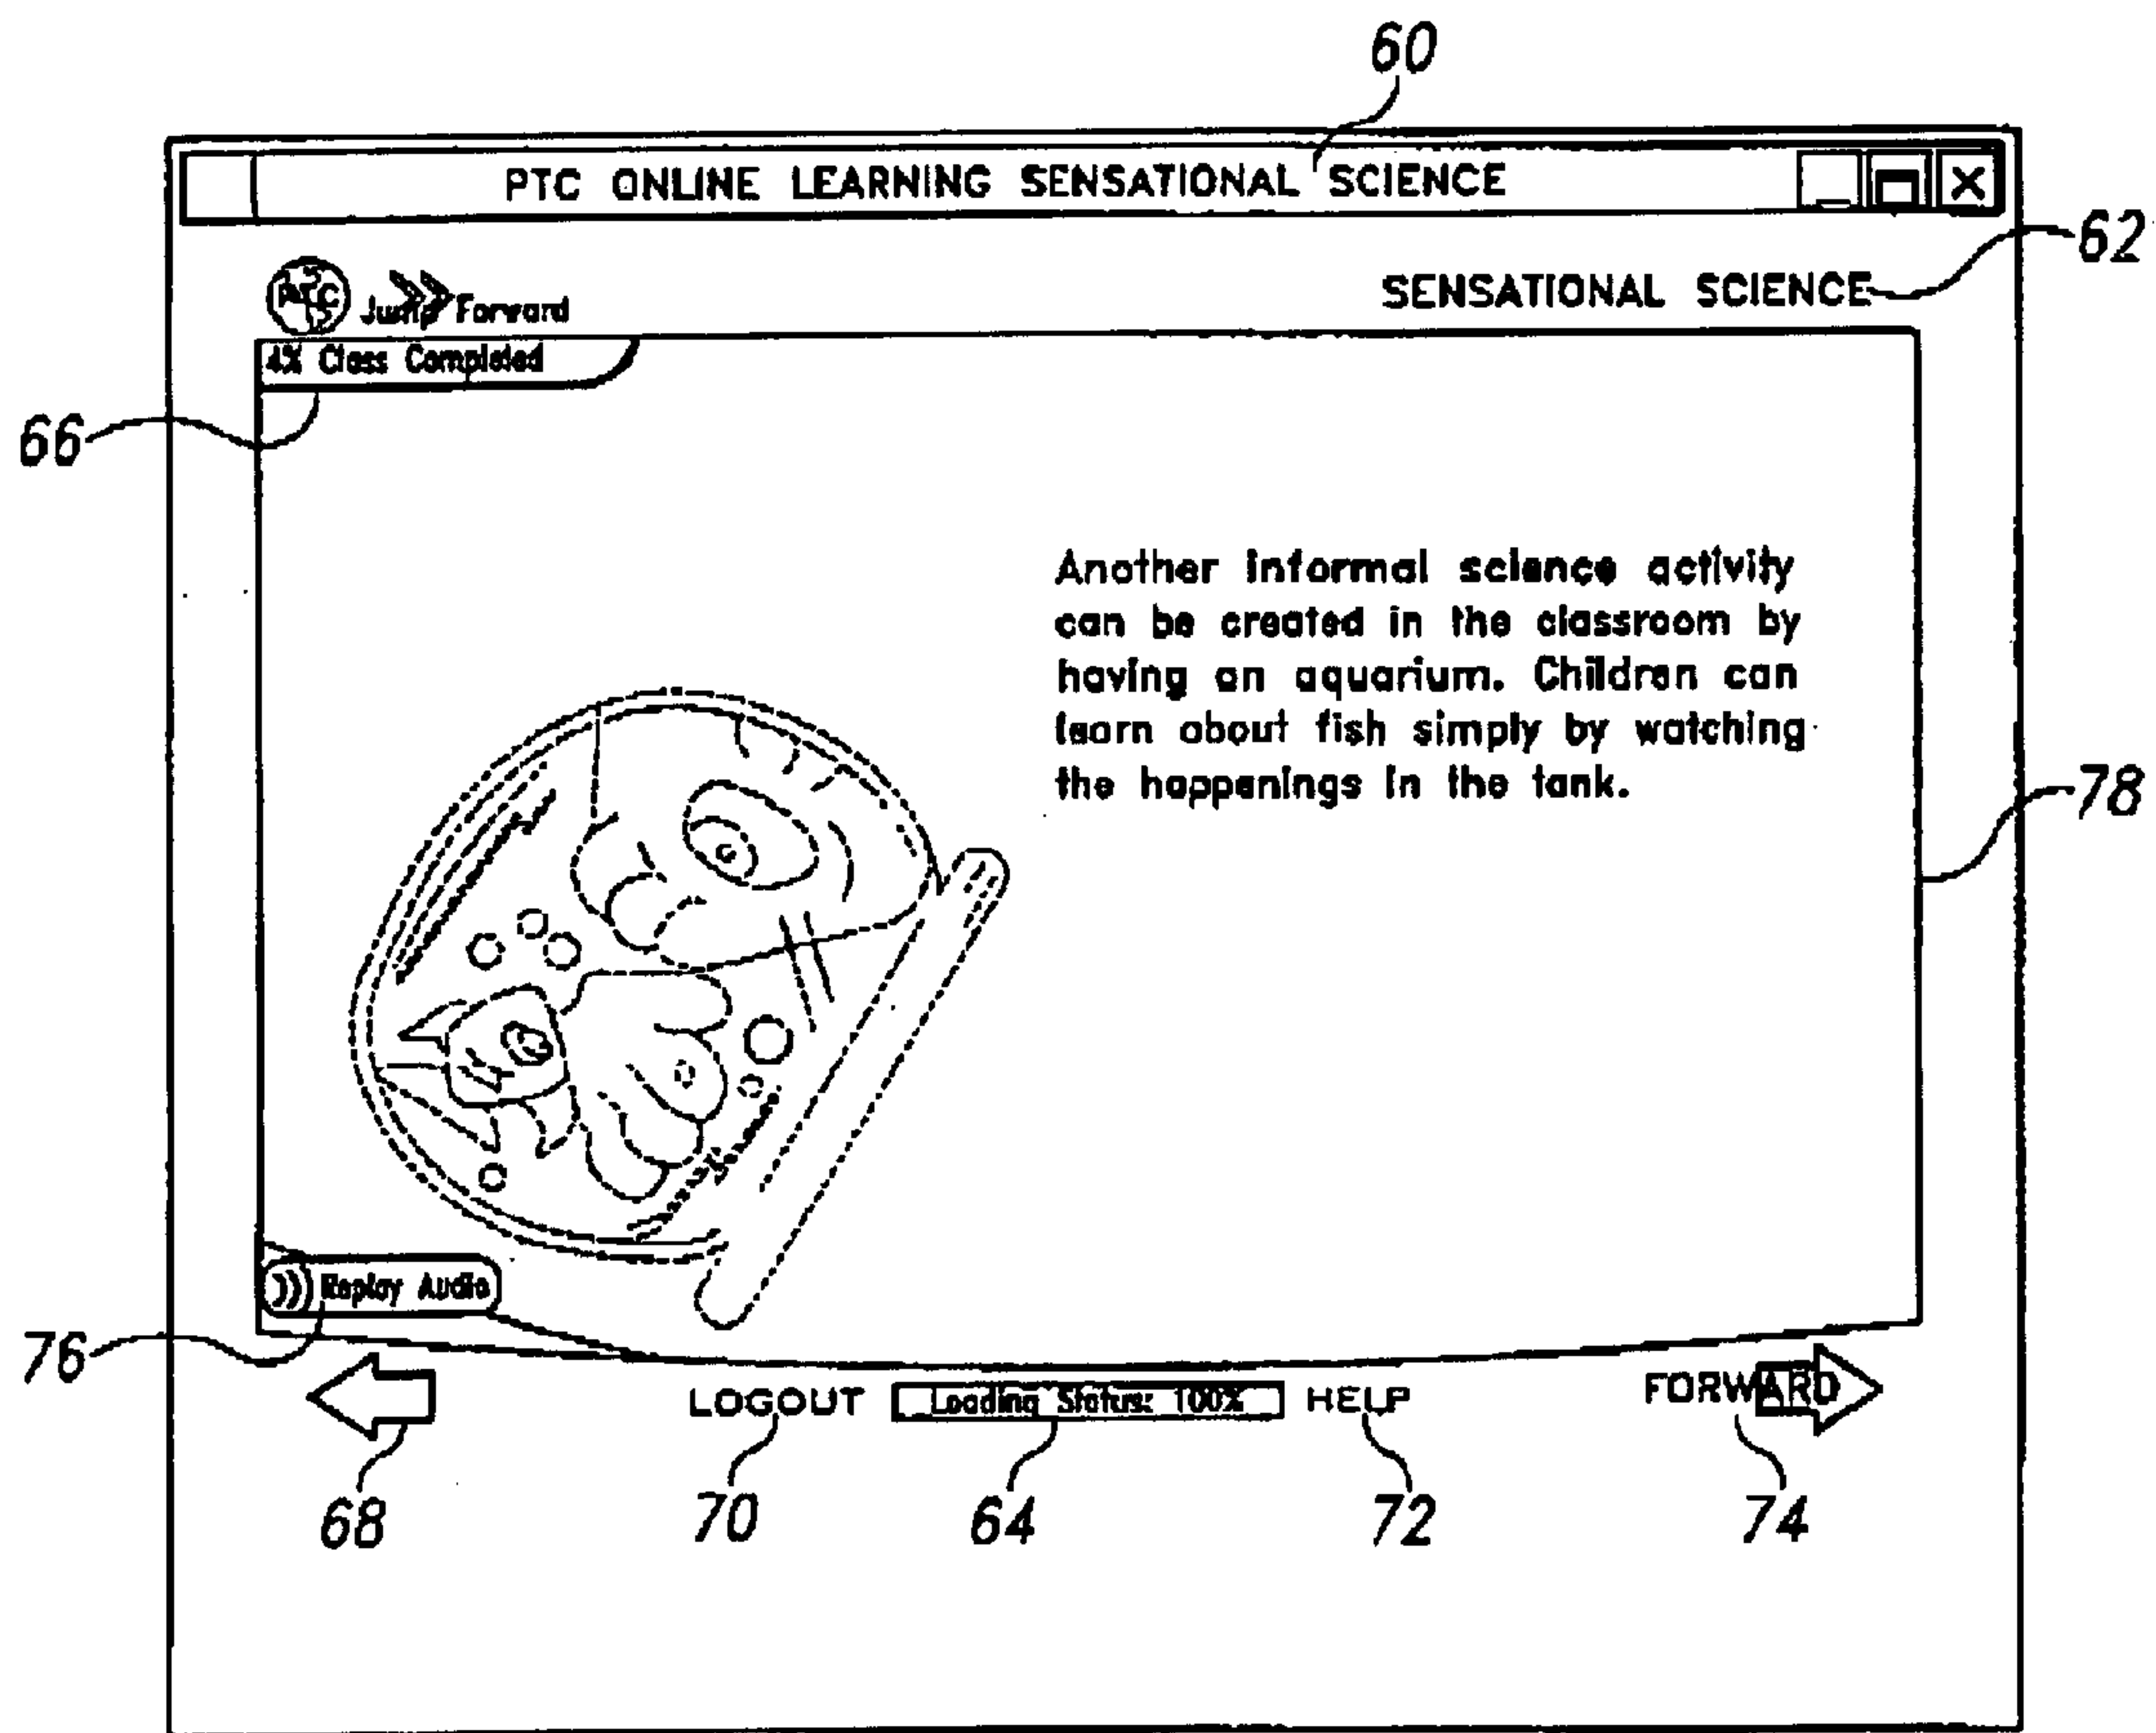 60
PTC ONLINE LEARNING SENSATIONAL SCIENCE
62
PTC Jump Forward
SENSATIONAL SCIENCE
4% Class Completed
66
Another informal science activity
can be created in the classroom by
having an aquarium. Children can
learn about fish simply by watching
the happenings in the tank.
78
Replay Audio
76
LOGOUT
Loading Status: 100%
HELP
FORWARD
68
70
64
72
74